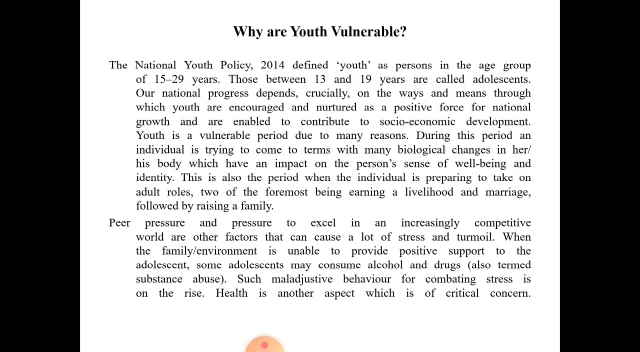 Why are Youth Vulnerable?
The National Youth Policy, 2014 defined ‘youth’ as persons in the age group
of 15–29 years. Those between 13 and 19 years are called adolescents.
Our national progress depends, crucially, on the ways and means through
which youth are encouraged and nurtured as a positive force for national
growth and are enabled to contribute to socio-economic development.
Youth is a vulnerable period due to many reasons. During this period an
individual is trying to come to terms with many biological changes in her/
his body which have an impact on the person’s sense of well-being and
identity. This is also the period when the individual is preparing to take on
adult roles, two of the foremost being earning a livelihood and marriage,
followed by raising a family.
Peer pressure and pressure to excel in an increasingly competitive
world are other factors that can cause a lot of stress and turmoil. When
the family/environment is unable to provide positive support to the
adolescent, some adolescents may consume alcohol and drugs (also termed
substance abuse). Such maladjustive behaviour for combating stress is
on the rise. Health is another aspect which is of critical concern.